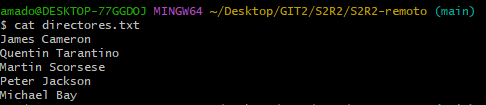 amado@DESKTOP-77GGDOJ MINGW64 ~/Desktop/GIT2/S2R2/S2R2-remoto (main)
$ cat directores.txt
James Cameron
Quentin Tarantino
Martin Scorsese
Peter Jackson
Michael Bay